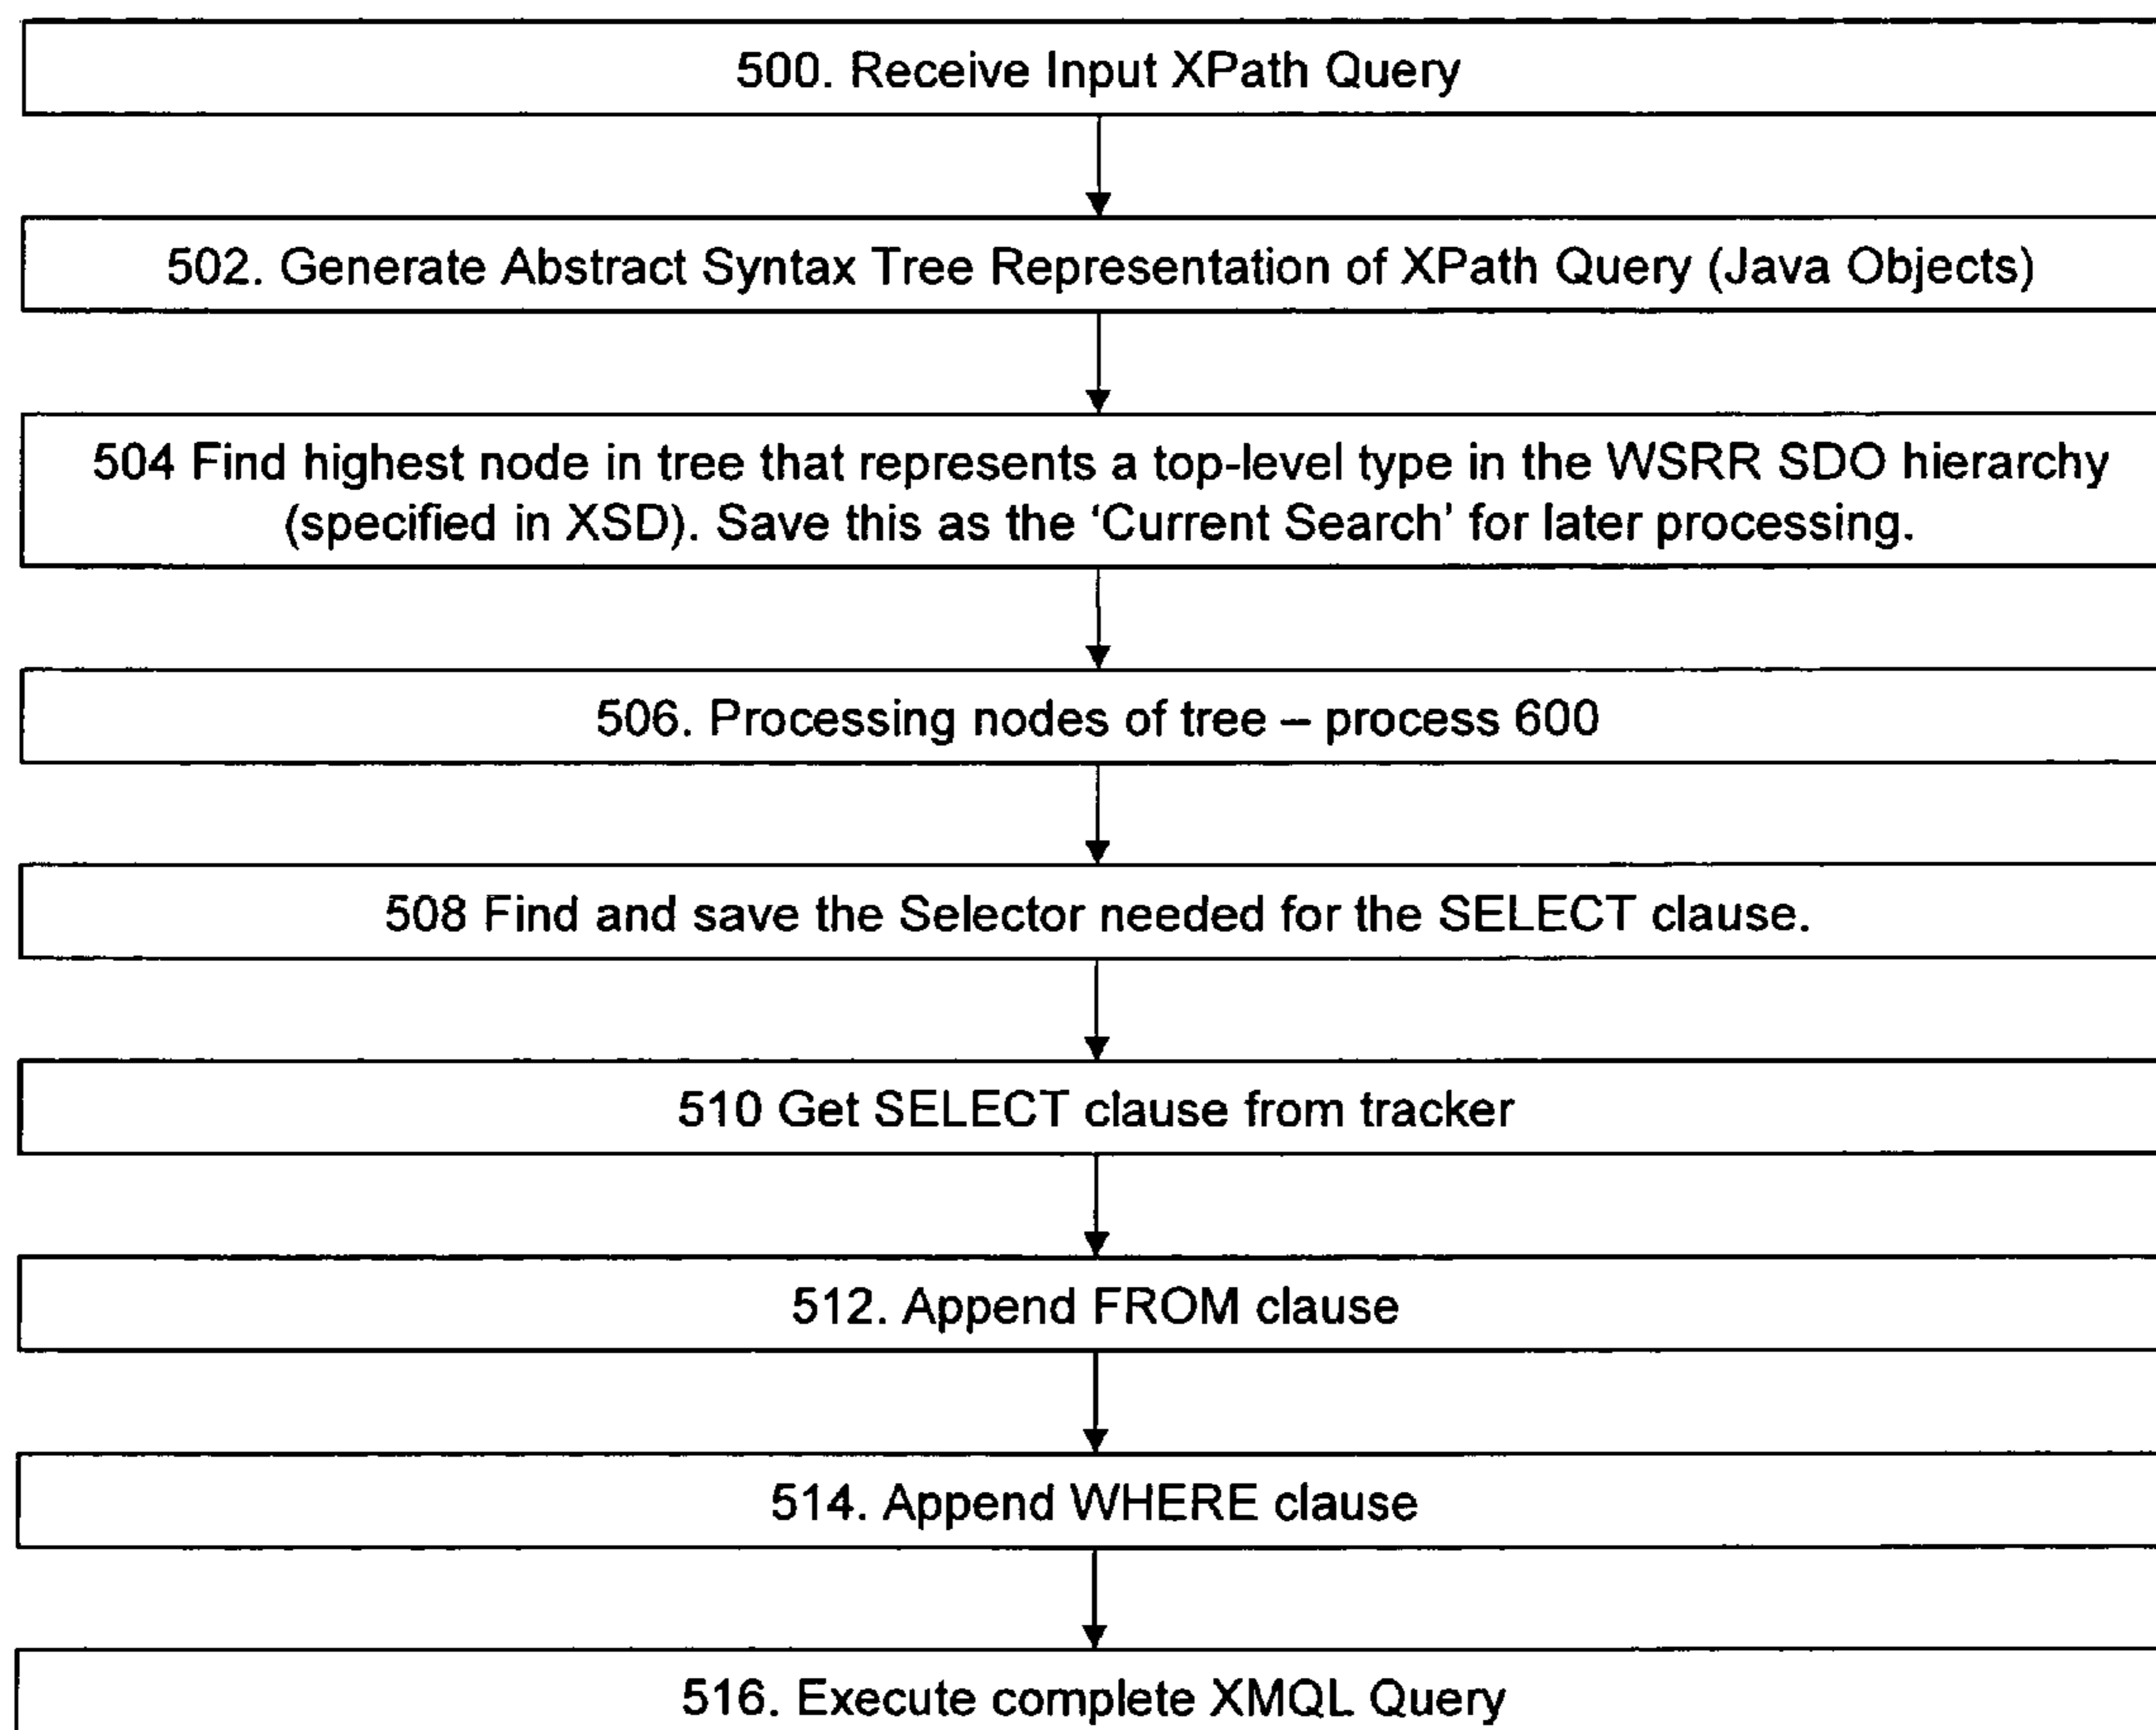 500. Receive Input XPath Query
502. Generate Abstract Syntax Tree Representation of XPath Query (Java Objects)
504 Find highest node in tree that represents a top-level type in the WSRR SDO hierarchy
(specified in XSD). Save this as the ‘Current Search’ for later processing.
506. Processing nodes of tree – process 600
508 Find and save the Selector needed for the SELECT clause.
510 Get SELECT clause from tracker
512. Append FROM clause
514. Append WHERE clause
516. Execute complete XMQL Query